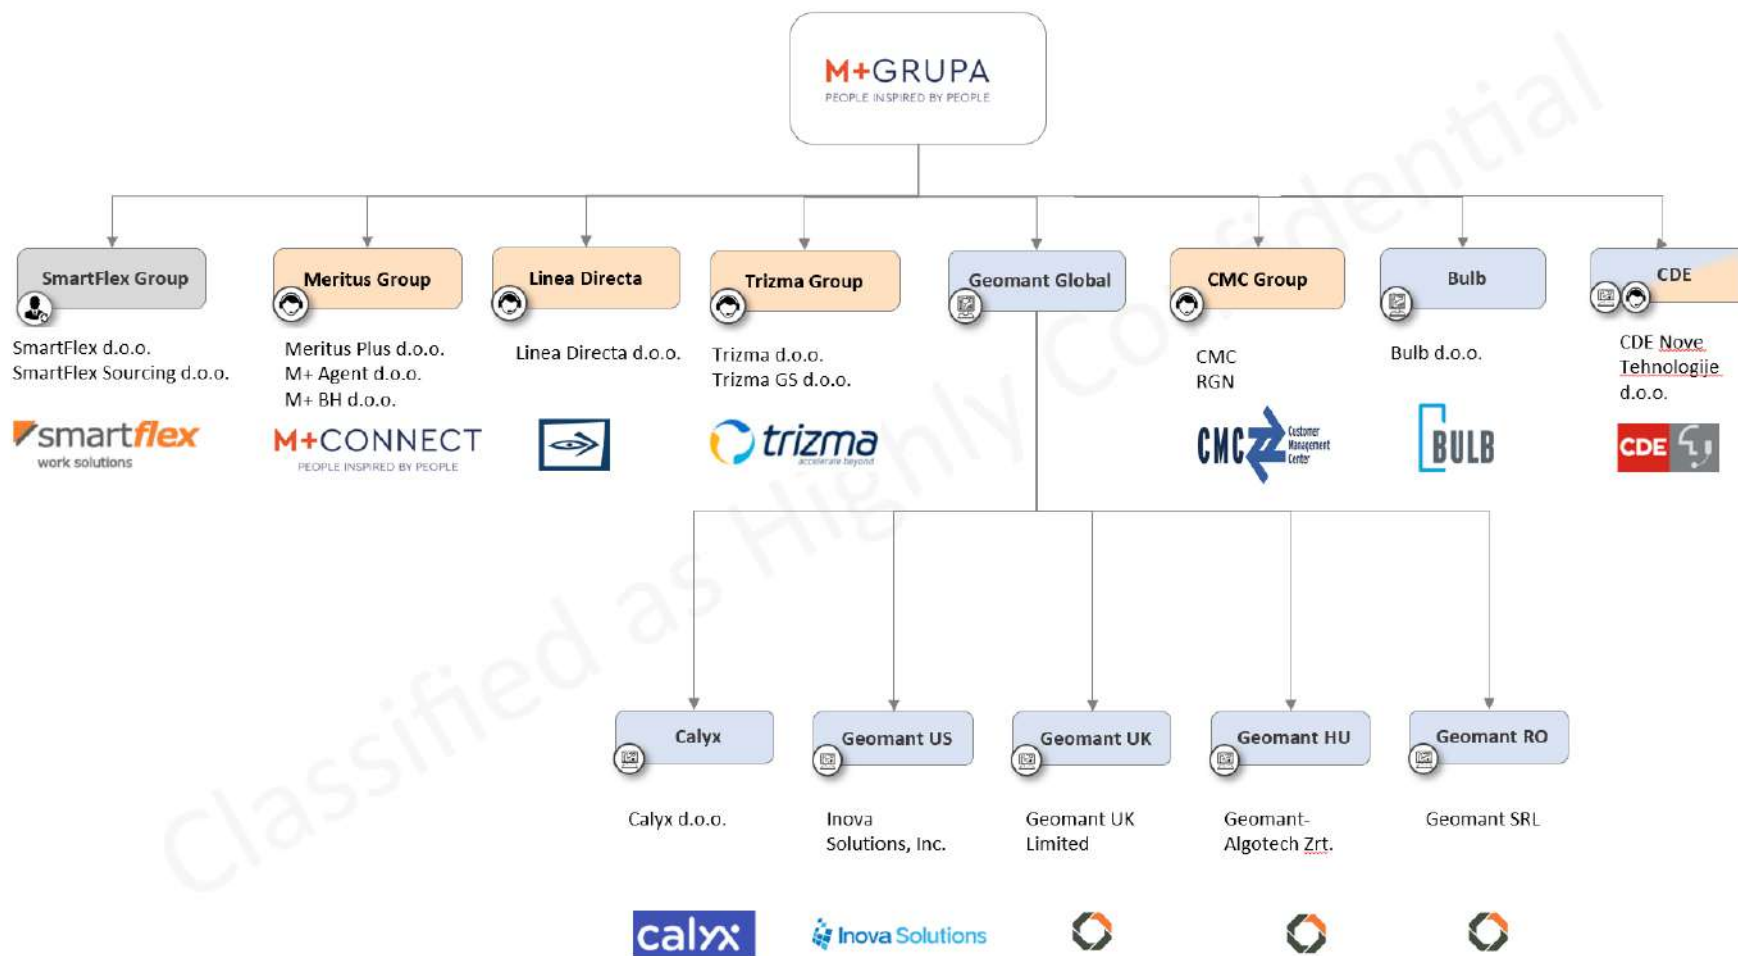 M+GRUPA
PEOPLE INSPIRED BY PEOPLE
SmartFlex Group
Meritus Group
Linea Directa
Trizma Group
Geomant Global
CMC Group
Bulb
CDE
SmartFlex d.o.o.
SmartFlex Sourcing d.o.o.
Meritus Plus d.o.o.
M+ Agent d.o.o.
M+ BH d.o.o.
Linea Directa d.o.o.
Trizma d.o.o.
Trizma GS d.o.o.
CMC
RGN
Bulb d.o.o.
CDE Nove
Tehnologije
d.o.o.
smartflex
work solutions
M+CONNECT
PEOPLE INSPIRED BY PEOPLE
trizma
accelerate beyond
CMC
Customer
Management
Center
BULB
CDE
Classified as Highly Confidential
Calyx
Geomant US
Geomant UK
Geomant HU
Geomant RO
Calyx d.o.o.
Inova
Solutions, Inc.
Geomant UK
Limited
Geomant-
Algotech Zrt.
Geomant SRL
calyx
Inova Solutions